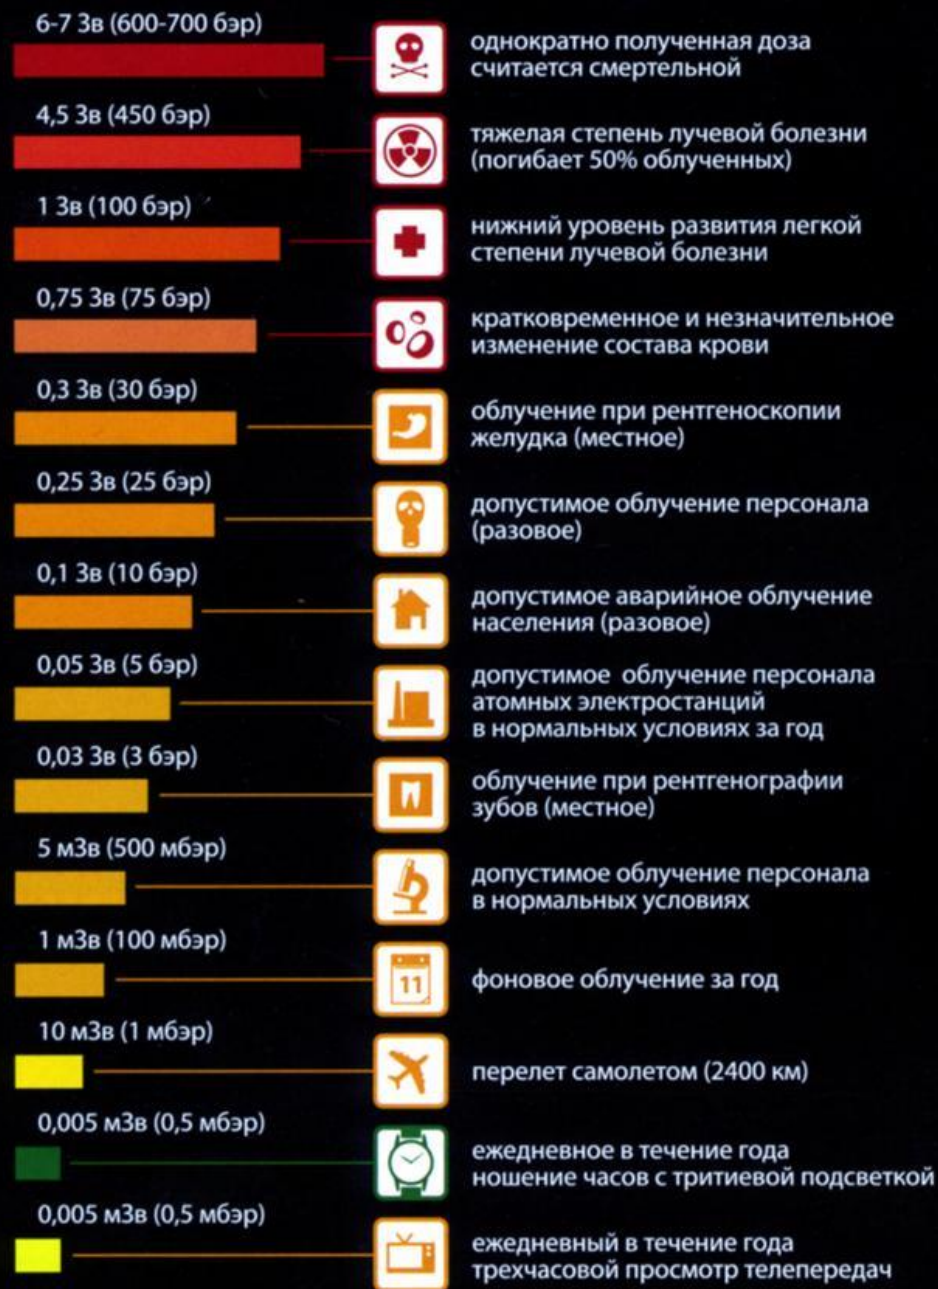 6-7 Зв (600-700 бэр)
однократно полученная доза
считается смертельной
4,5 Зв (450 бэр)
тяжелая степень лучевой болезни
(погибает 50% облученных)
1 Зв (100 бэр)
нижний уровень развития легкой
степени лучевой болезни
0,75 Зв (75 бэр)
кратковременное и незначительное
изменение состава крови
0,3 Зв (30 бэр)
облучение при рентгеноскопии
желудка (местное)
0,25 Зв (25 бэр)
допустимое облучение персонала
(разовое)
0,1 Зв (10 бэр)
допустимое аварийное облучение
населения (разовое)
0,05 Зв (5 бэр)
допустимое облучение персонала
атомных электростанций
в нормальных условиях за год
0,03 Зв (3 бэр)
облучение при рентгенографии
зубов (местное)
5 мЗв (500 мбэр)
допустимое облучение персонала
в нормальных условиях
1 мЗв (100 мбэр)
11
фоновое облучение за год
10 мЗв (1 мбэр)
перелет самолетом (2400 км)
0,005 мЗв (0,5 мбэр)
ежедневное в течение года
ношение часов с тритиевой подсветкой
0,005 мЗв (0,5 мбэр)
ежедневный в течение года
трехчасовой просмотр телепередач